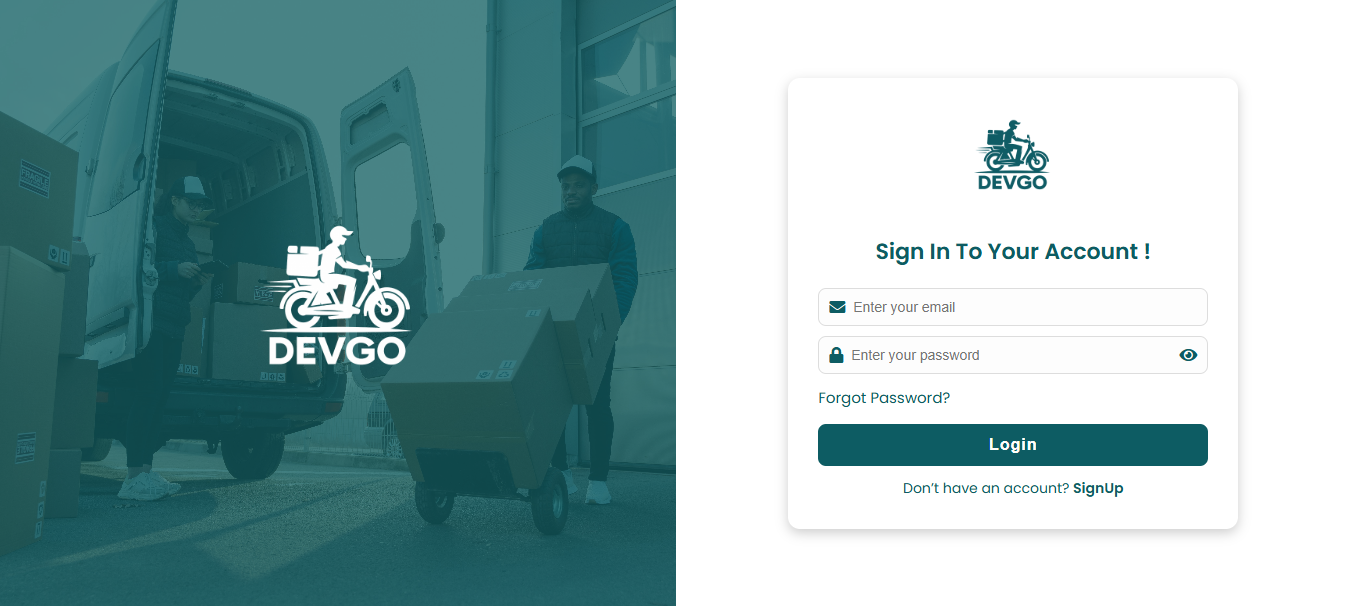 FRAGILE
DEVGO
DEVGO
Sign In To Your Account !
Enter your email
Enter your password
Forgot Password?
Login
Don’t have an account? SignUp